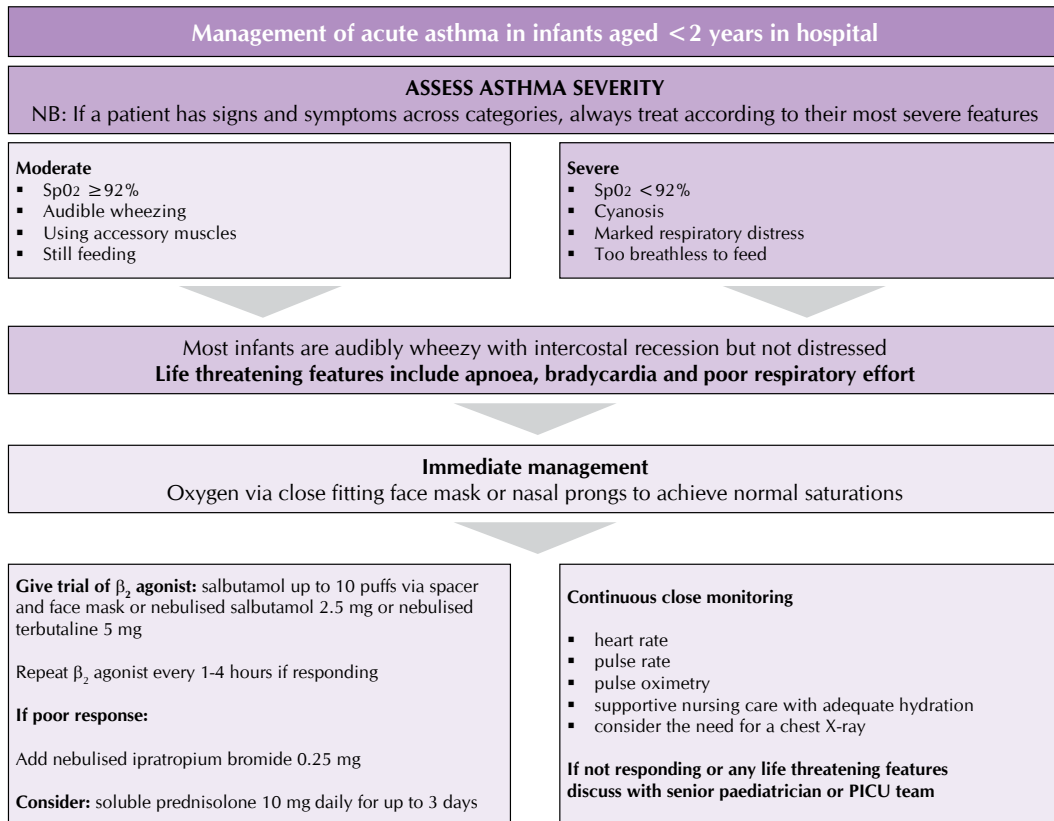 Management of acute asthma in infants aged <2 years in hospital
ASSESS ASTHMA SEVERITY
NB: If a patient has signs and symptoms across categories, always treat according to their most severe features
Moderate
▪ Sp02 ≥92%
▪ Audible wheezing
▪ Using accessory muscles
▪ Still feeding
Severe
▪ Sp02 <92%
▪ Cyanosis
▪ Marked respiratory distress
▪ Too breathless to feed
Most infants are audibly wheezy with intercostal recession but not distressed
Life threatening features include apnoea, bradycardia and poor respiratory effort
Immediate management
Oxygen via close fitting face mask or nasal prongs to achieve normal saturations
Give trial of β₂ agonist: salbutamol up to 10 puffs via spacer
and face mask or nebulised salbutamol 2.5 mg or nebulised
terbutaline 5 mg
Repeat β₂ agonist every 1-4 hours if responding
If poor response:
Add nebulised ipratropium bromide 0.25 mg
Consider: soluble prednisolone 10 mg daily for up to 3 days
Continuous close monitoring
▪ heart rate
▪ pulse rate
▪ pulse oximetry
▪ supportive nursing care with adequate hydration
▪ consider the need for a chest X-ray
If not responding or any life threatening features
discuss with senior paediatrician or PICU team